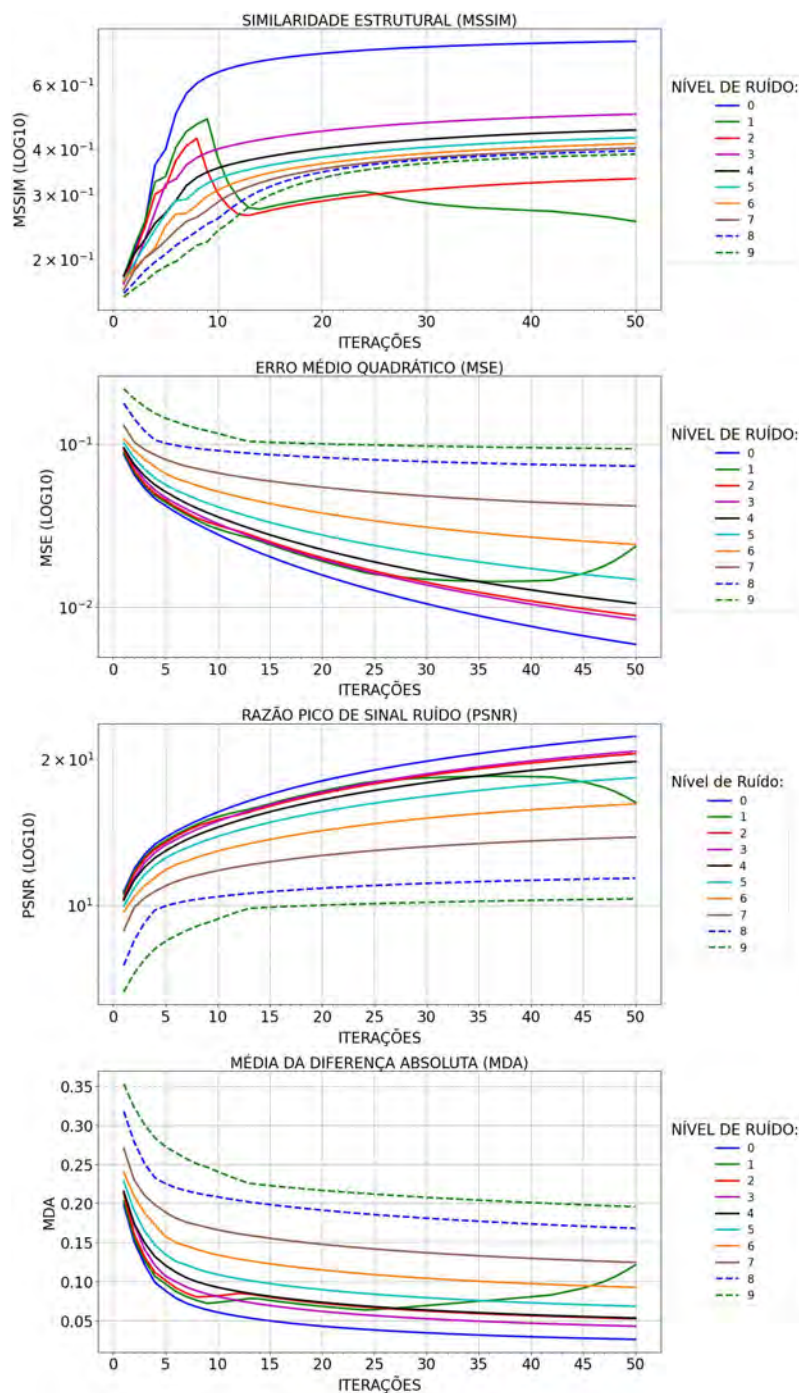 SIMILARIDADE ESTRUTURAL (MSSIM)
6 × 10⁻¹
4 × 10⁻¹
3 × 10⁻¹
2 × 10⁻¹
MSSIM (LOG10)
0 10 20 30 40 50
ITERAÇÕES
NÍVEL DE RUÍDO:
0
1
2
3
4
5
6
7
8
9
ERRO MÉDIO QUADRÁTICO (MSE)
10⁻¹
10⁻²
MSE (LOG10)
0 5 10 15 20 25 30 35 40 45 50
ITERAÇÕES
NÍVEL DE RUÍDO:
0
1
2
3
4
5
6
7
8
9
RAZÃO PICO DE SINAL RUÍDO (PSNR)
2 × 10¹
10¹
PSNR (LOG10)
0 5 10 15 20 25 30 35 40 45 50
ITERAÇÕES
Nível de Ruído:
0
1
2
3
4
5
6
7
8
9
MÉDIA DA DIFERENÇA ABSOLUTA (MDA)
0.35
0.30
0.25
0.20
0.15
0.10
0.05
MDA
0 5 10 15 20 25 30 35 40 45 50
ITERAÇÕES
NÍVEL DE RUÍDO:
0
1
2
3
4
5
6
7
8
9